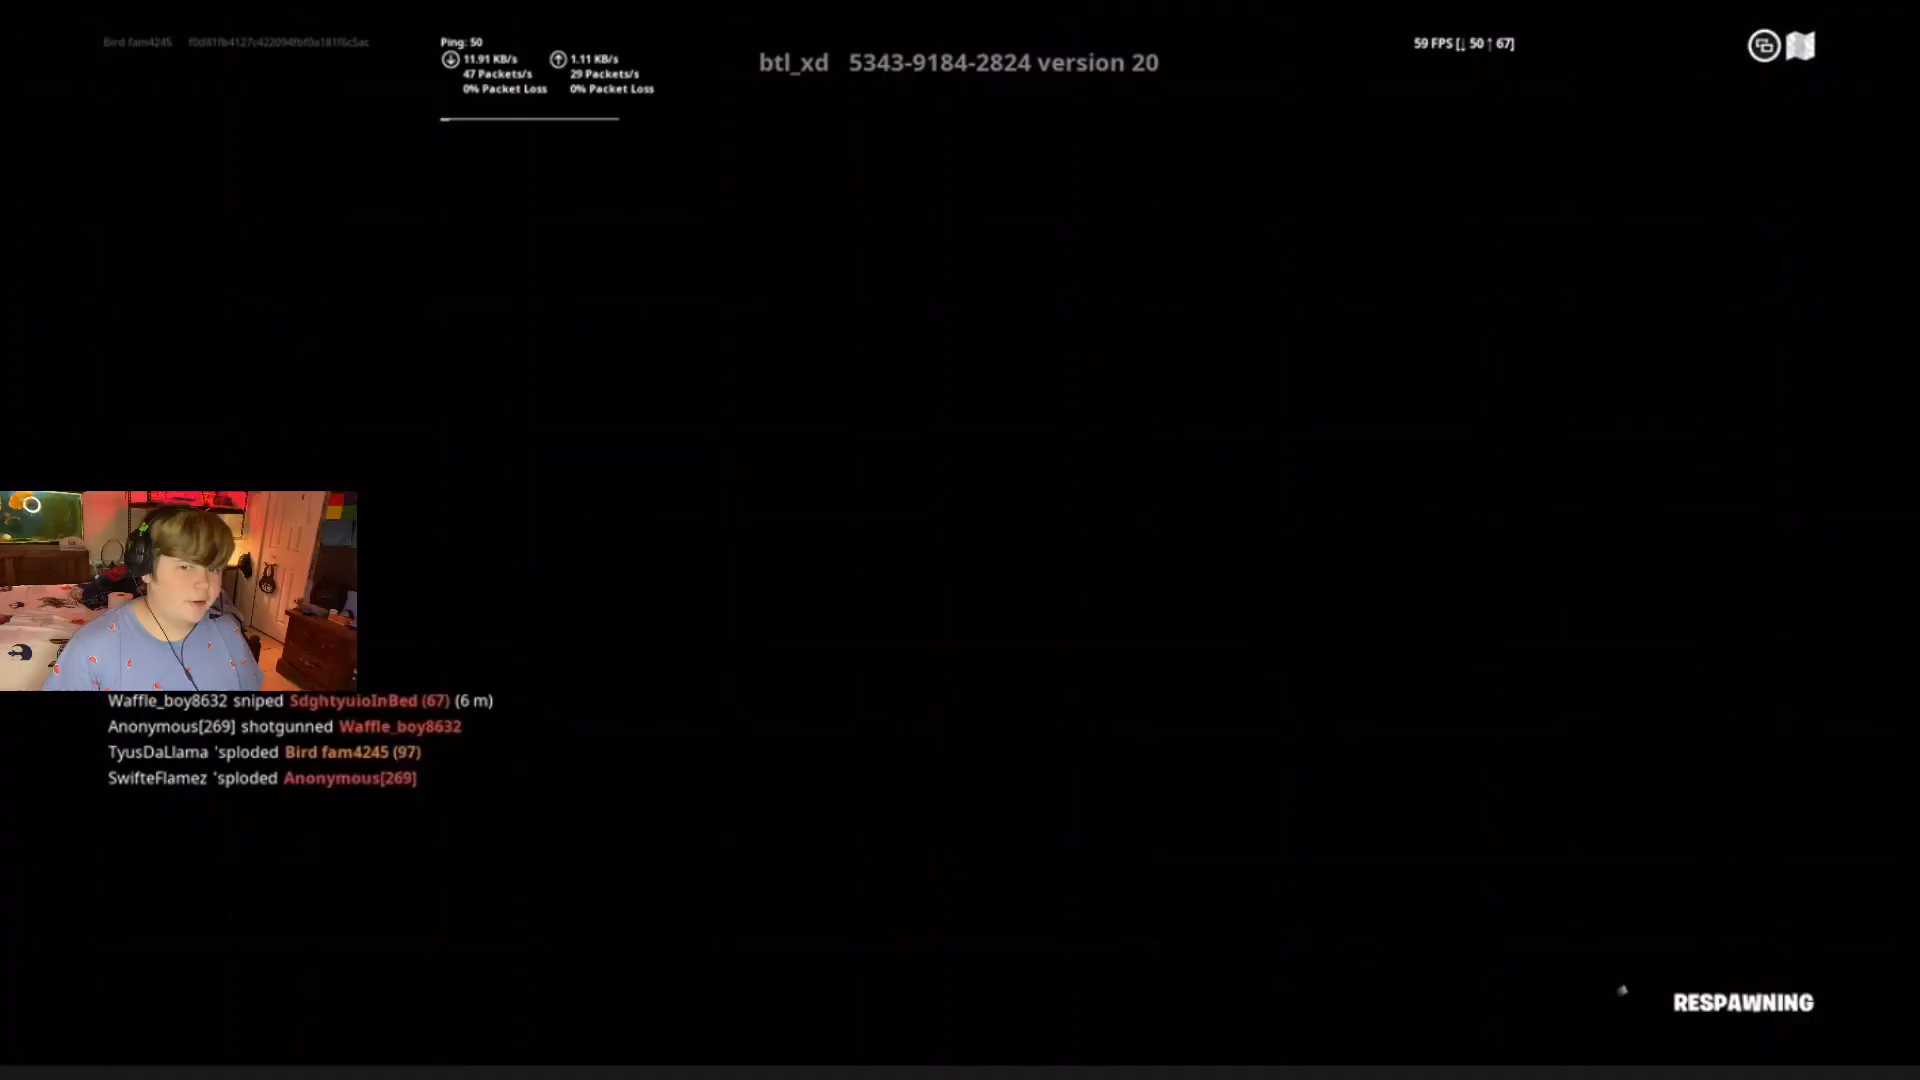 Bird fam4245
Ping: 50
11.91 KB/s 1.11 KB/s
47 Packets/s 29 Packets/s
0% Packet Loss 0% Packet Loss
btl_xd 5343-9184-2824 version 20
59 FPS [↓ 50 ↑ 67]
Waffle_boy8632 sniped SdghtyuioInBed (67) (6 m)
Anonymous[269] shotgunned Waffle_boy8632
TyusDaLlama 'sploded Bird fam4245 (97)
SwifteFlamez 'sploded Anonymous[269]
RESPAWNING